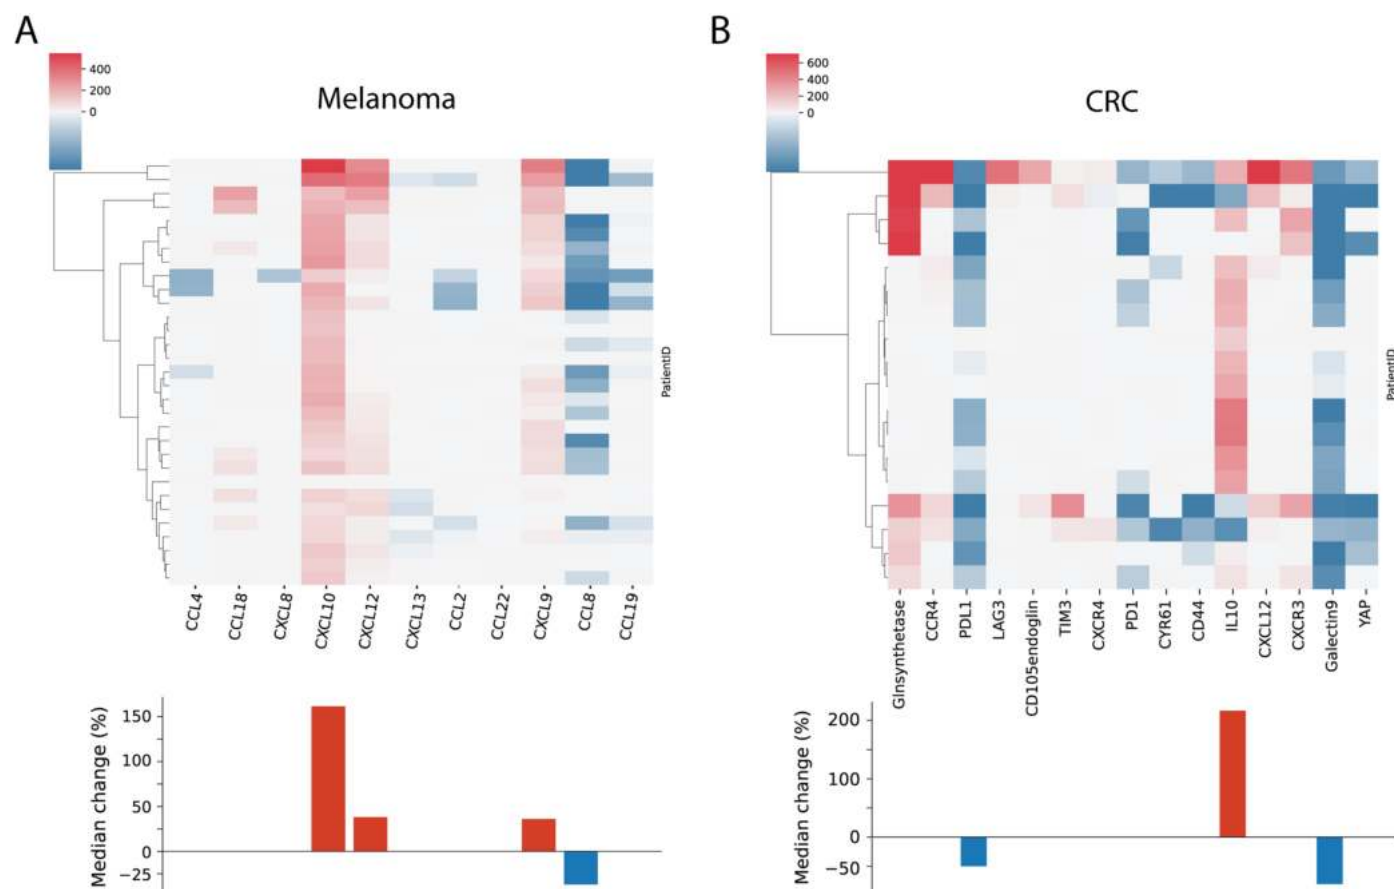 A
400
200
0
Melanoma
PatientID
CCL4
CCL18
CXCL8
CXCL10
CXCL12
CXCL13
CCL2
CCL22
CXCL9
CCL8
CCL19
Median change (%)
150
100
50
0
−25
B
600
400
200
0
CRC
PatientID
Glnsynthetase
CCR4
PDL1
LAG3
CD105endoglin
TIM3
CXCR4
PD1
CYR61
CD44
IL10
CXCL12
CXCR3
Galectin9
YAP
Median change (%)
200
100
0
−50